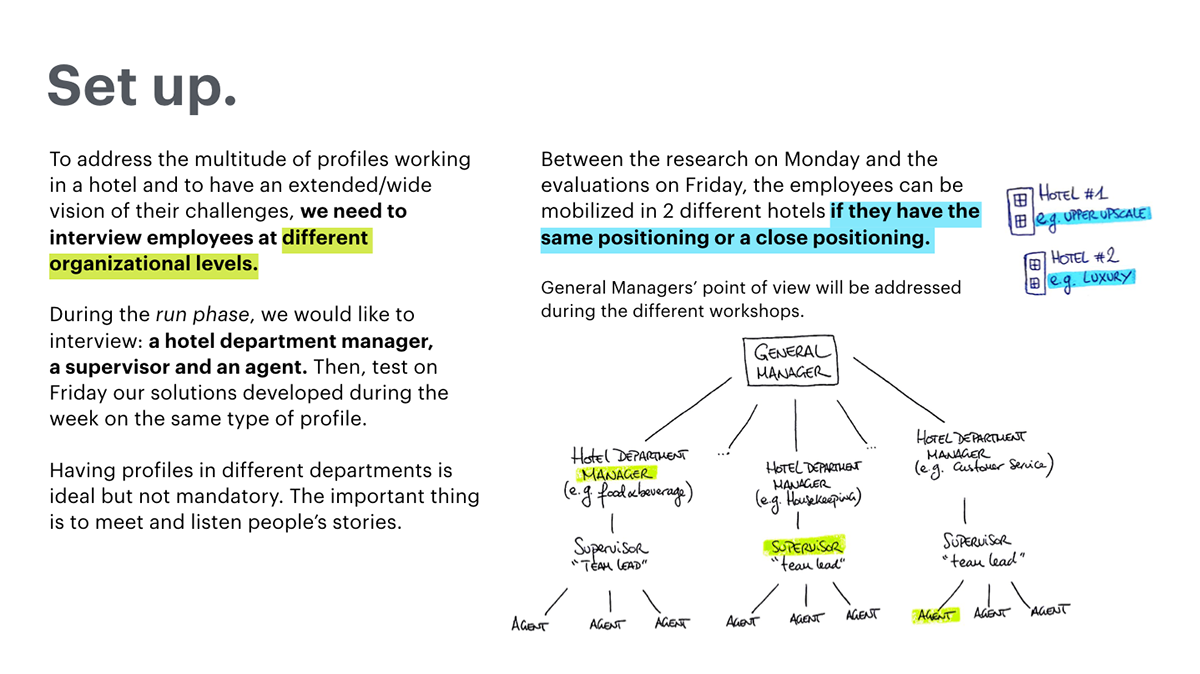 Set up.
To address the multitude of profiles working
in a hotel and to have an extended/wide
vision of their challenges, we need to
interview employees at different
organizational levels.
During the run phase, we would like to
interview: a hotel department manager,
a supervisor and an agent. Then, test on
Friday our solutions developed during the
week on the same type of profile.
Having profiles in different departments is
ideal but not mandatory. The important thing
is to meet and listen people’s stories.
Between the research on Monday and the
evaluations on Friday, the employees can be
mobilized in 2 different hotels if they have the
same positioning or a close positioning.
General Managers’ point of view will be addressed
during the different workshops.
HOTEL #1
e.g. UPPER UPSCALE
HOTEL #2
e.g. LUXURY
GENERAL
MANAGER
... ...
HOTEL DEPARTMENT
MANAGER
(e.g. food & beverage)
HOTEL DEPARTMENT
MANAGER
(e.g. Housekeeping)
HOTEL DEPARTMENT
MANAGER
(e.g. Customer Service)
Supervisor
“TEAM LEAD”
SUPERVISOR
“team lead”
SUPERVISOR
“team lead”
AGENT AGENT AGENT
AGENT AGENT AGENT
AGENT AGENT AGENT